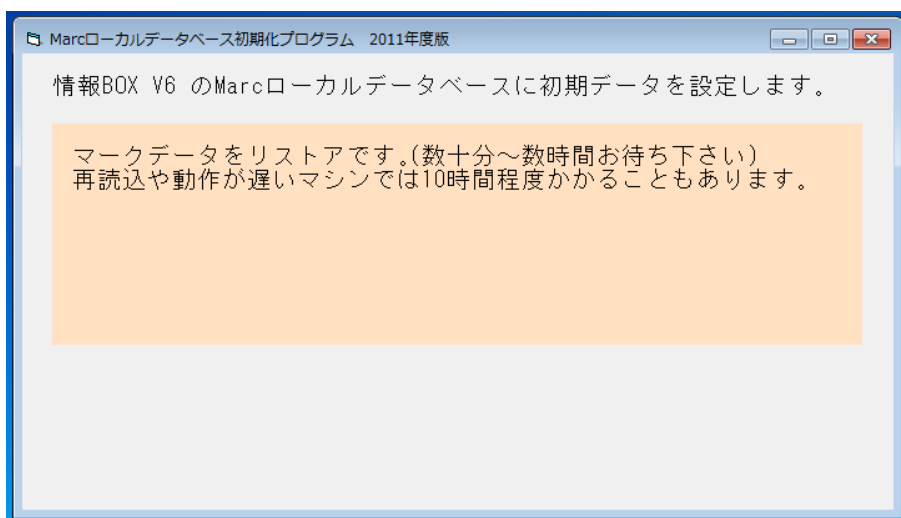 Marcローカルデータベース初期化プログラム　2011年度版
情報BOX V6 のMarcローカルデータベースに初期データを設定します。
マークデータをリストアです。(数十分～数時間お待ち下さい)
再読込や動作が遅いマシンでは10時間程度かかることもあります。